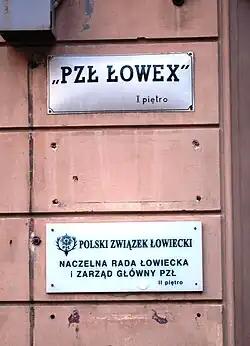 „PZŁ ŁOWEX”
I piętro
POLSKI ZWIĄZEK ŁOWIECKI
NACZELNA RADA ŁOWIECKA
i ZARZĄD GŁÓWNY PZŁ
II piętro